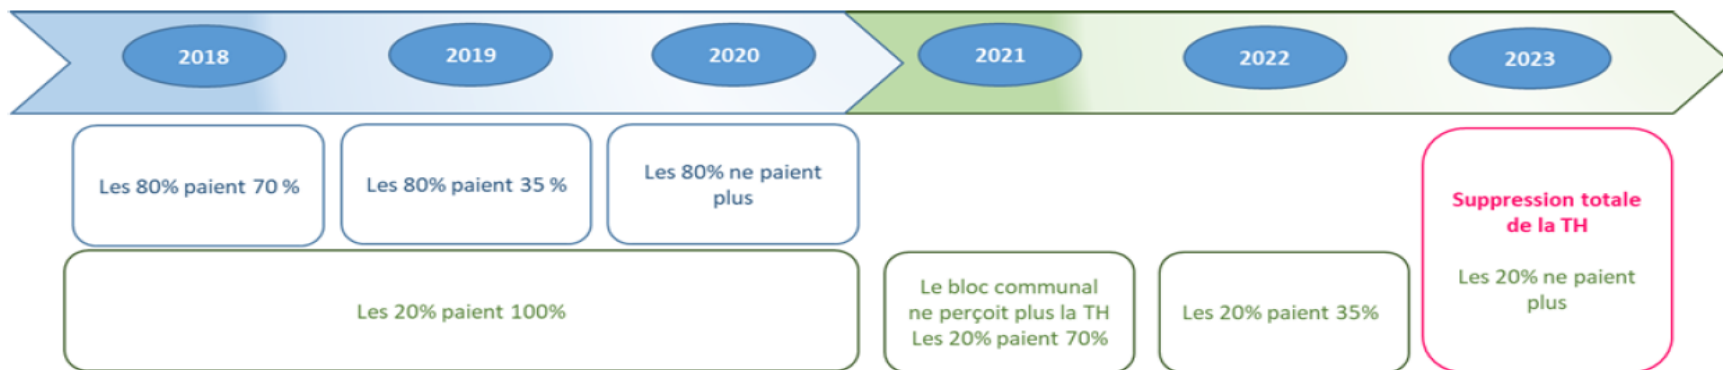 2018
2019
2020
2021
2022
2023
Les 80% paient 70 %
Les 80% paient 35 %
Les 80% ne paient
plus
Les 20% paient 100%
Le bloc communal
ne perçoit plus la TH
Les 20% paient 70%
Les 20% paient 35%
Suppression totale
de la TH
Les 20% ne paient
plus